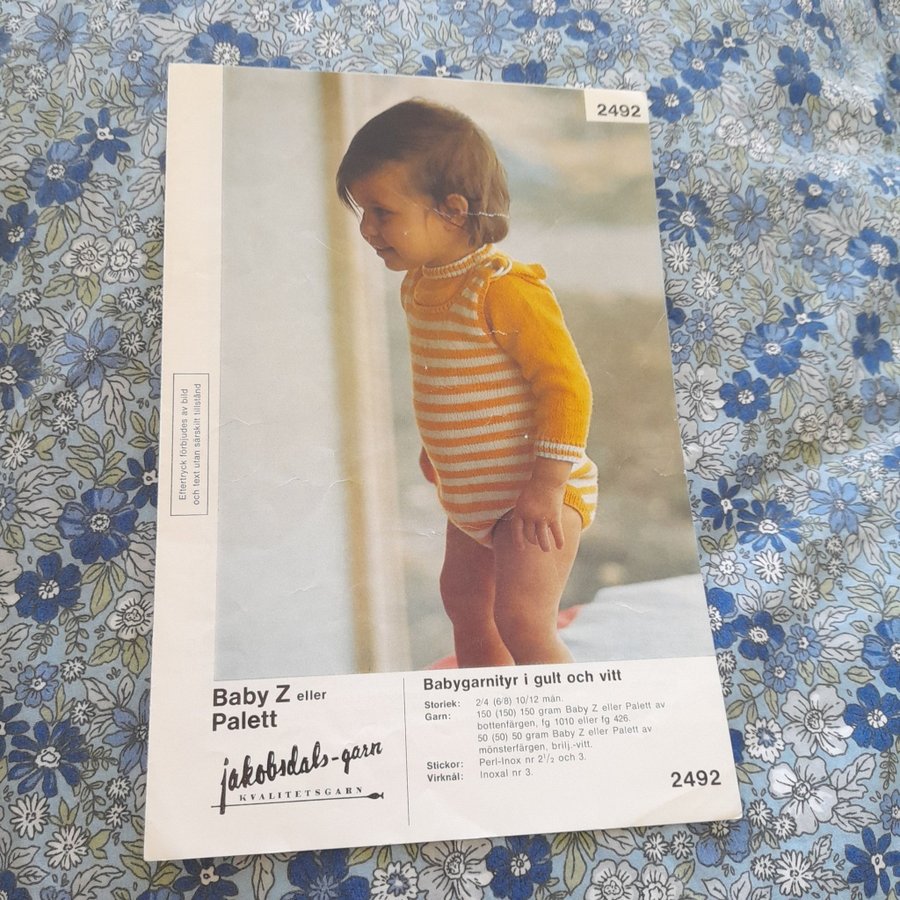 2492
Eftertryck förbjudes av bild
och text utan särskilt tillstånd
Baby Z eller
Palett
jakobsdals-garn
KVALITETSGARN
Babygarnityr i gult och vitt
Storlek: 2/4 (6/8) 10/12 mån.
Garn: 150 (150) 150 gram Baby Z eller Palett av
bottenfärgen, fg 1010 eller fg 426.
50 (50) 50 gram Baby Z eller Palett av
mönsterfärgen, brilj.-vitt.
Stickor: Perl-Inox nr 2½ och 3.
Virknål: Inoxal nr 3.
2492